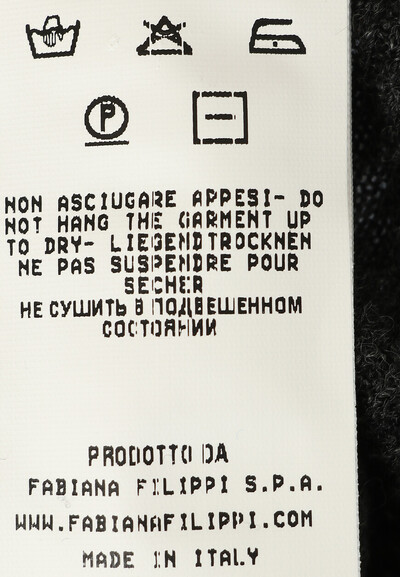 P
NON ASCIUGARE APPESI- DO
NOT HANG THE GARMENT UP
TO DRY- LIEGENDTROCKNEN
NE PAS SUSPENDRE POUR
SECHER
НЕ СУШИТЬ В ПОДВЕШЕННОМ
СОСТОЯНИИ
PRODOTTO DA
FABIANA FILIPPI S.P.A.
WWW.FABIANAFILIPPI.COM
MADE IN ITALY